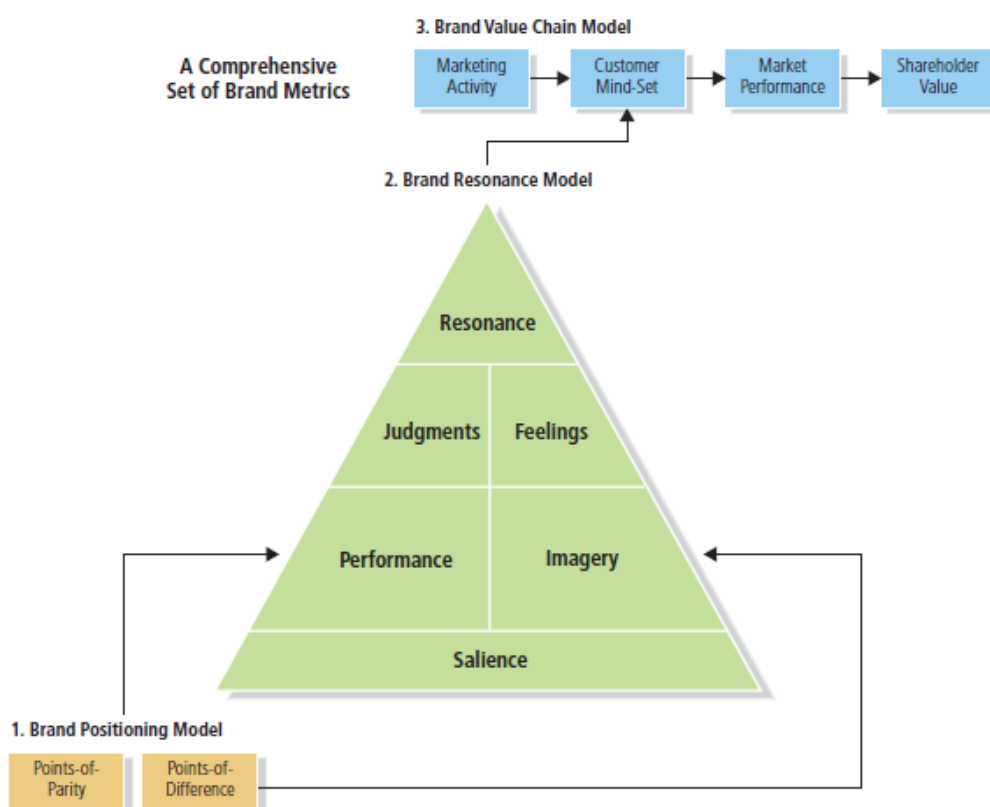 3. Brand Value Chain Model
A Comprehensive
Set of Brand Metrics
Marketing
Activity
Customer
Mind-Set
Market
Performance
Shareholder
Value
2. Brand Resonance Model
Resonance
Judgments
Feelings
Performance
Imagery
Salience
1. Brand Positioning Model
Points-of-
Parity
Points-of-
Difference